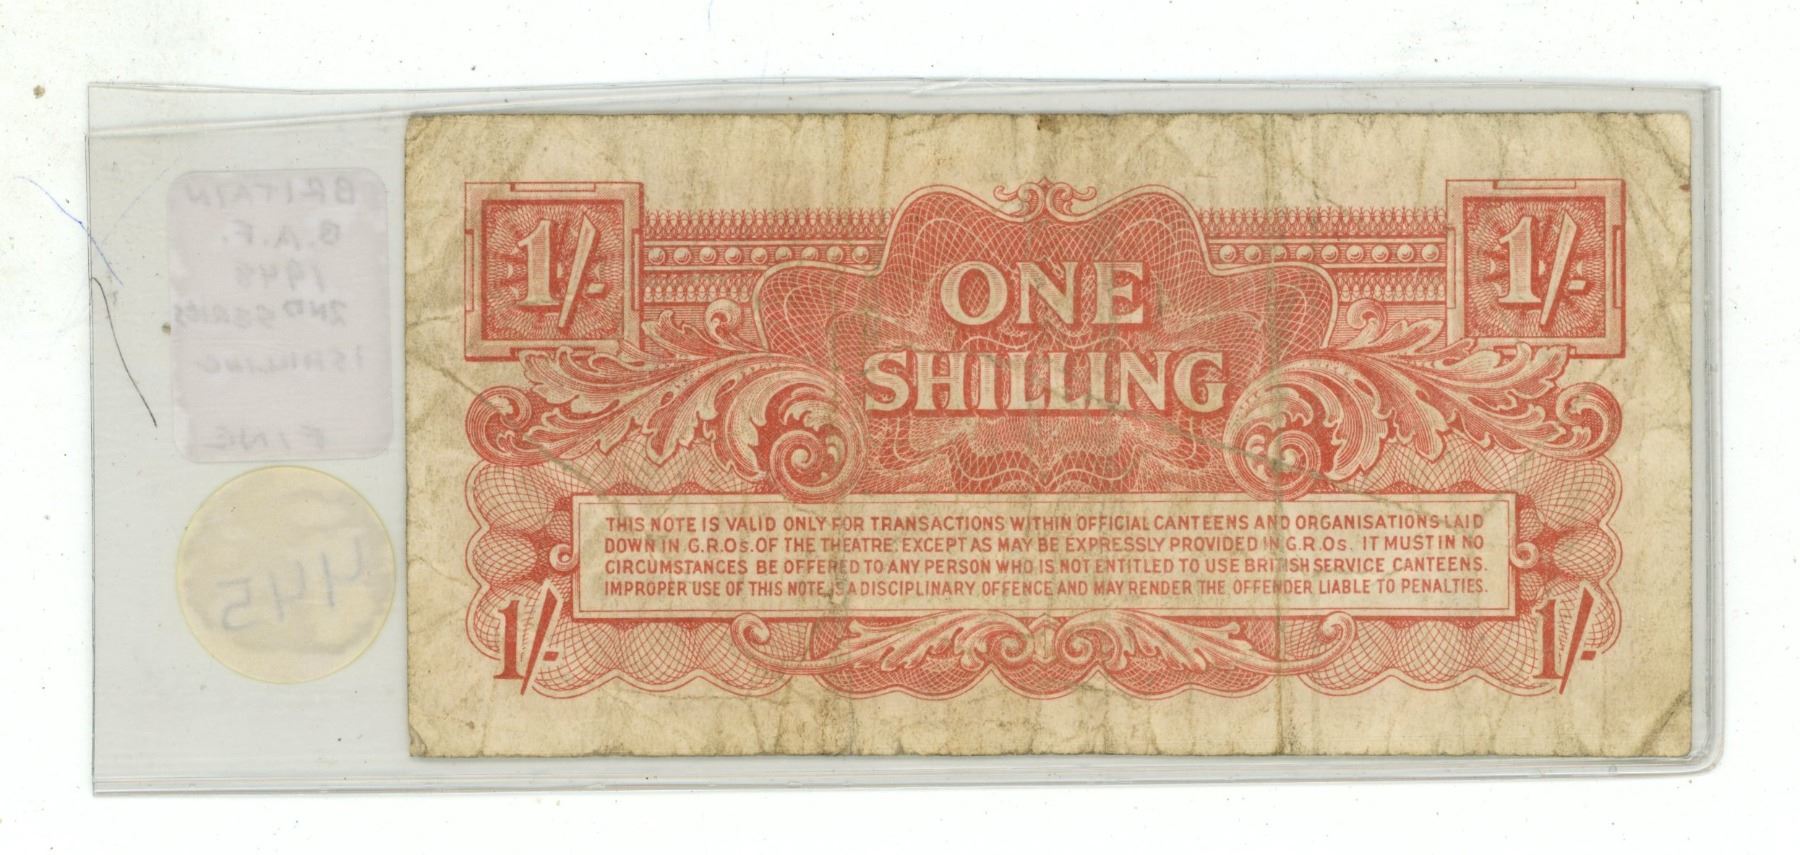 BRITAIN
B.A.F.
1948
2ND SERIES
1 SHILLING
FINE
445
1/-
1/-
ONE
SHILLING
THIS NOTE IS VALID ONLY FOR TRANSACTIONS WITHIN OFFICIAL CANTEENS AND ORGANISATIONS LAID
DOWN IN G.R.Os. OF THE THEATRE. EXCEPT AS MAY BE EXPRESSLY PROVIDED IN G.R.Os. IT MUST IN NO
CIRCUMSTANCES BE OFFERED TO ANY PERSON WHO IS NOT ENTITLED TO USE BRITISH SERVICE CANTEENS.
IMPROPER USE OF THIS NOTE IS A DISCIPLINARY OFFENCE AND MAY RENDER THE OFFENDER LIABLE TO PENALTIES.
1/-
1/-